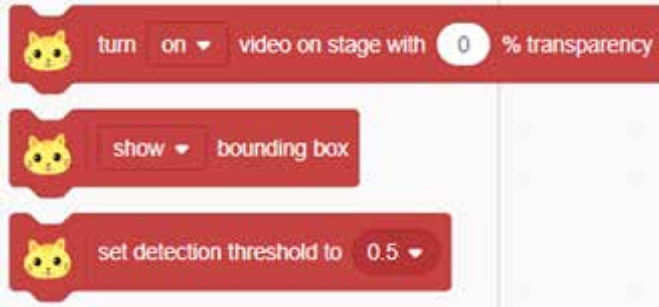 turn on video on stage with 0 % transparency
show bounding box
set detection threshold to 0.5